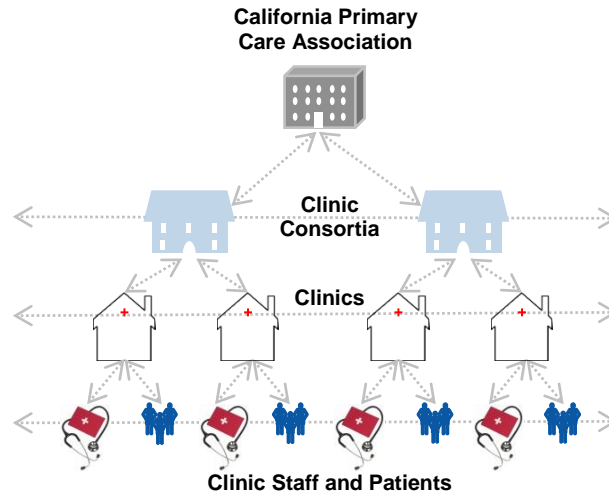 California Primary
Care Association
Clinic
Consortia
Clinics
Clinic Staff and Patients